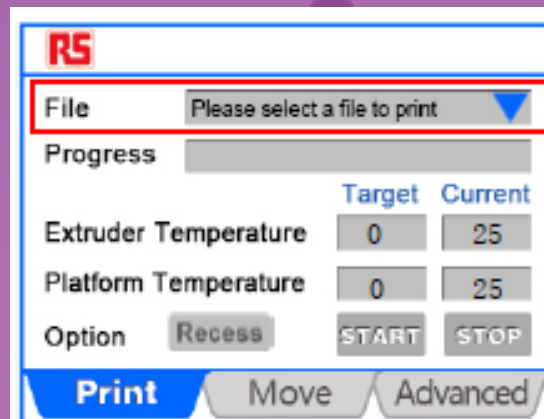 RS
File Please select a file to print
Progress
Target Current
Extruder Temperature 0 25
Platform Temperature 0 25
Option Recess START STOP
Print Move Advanced